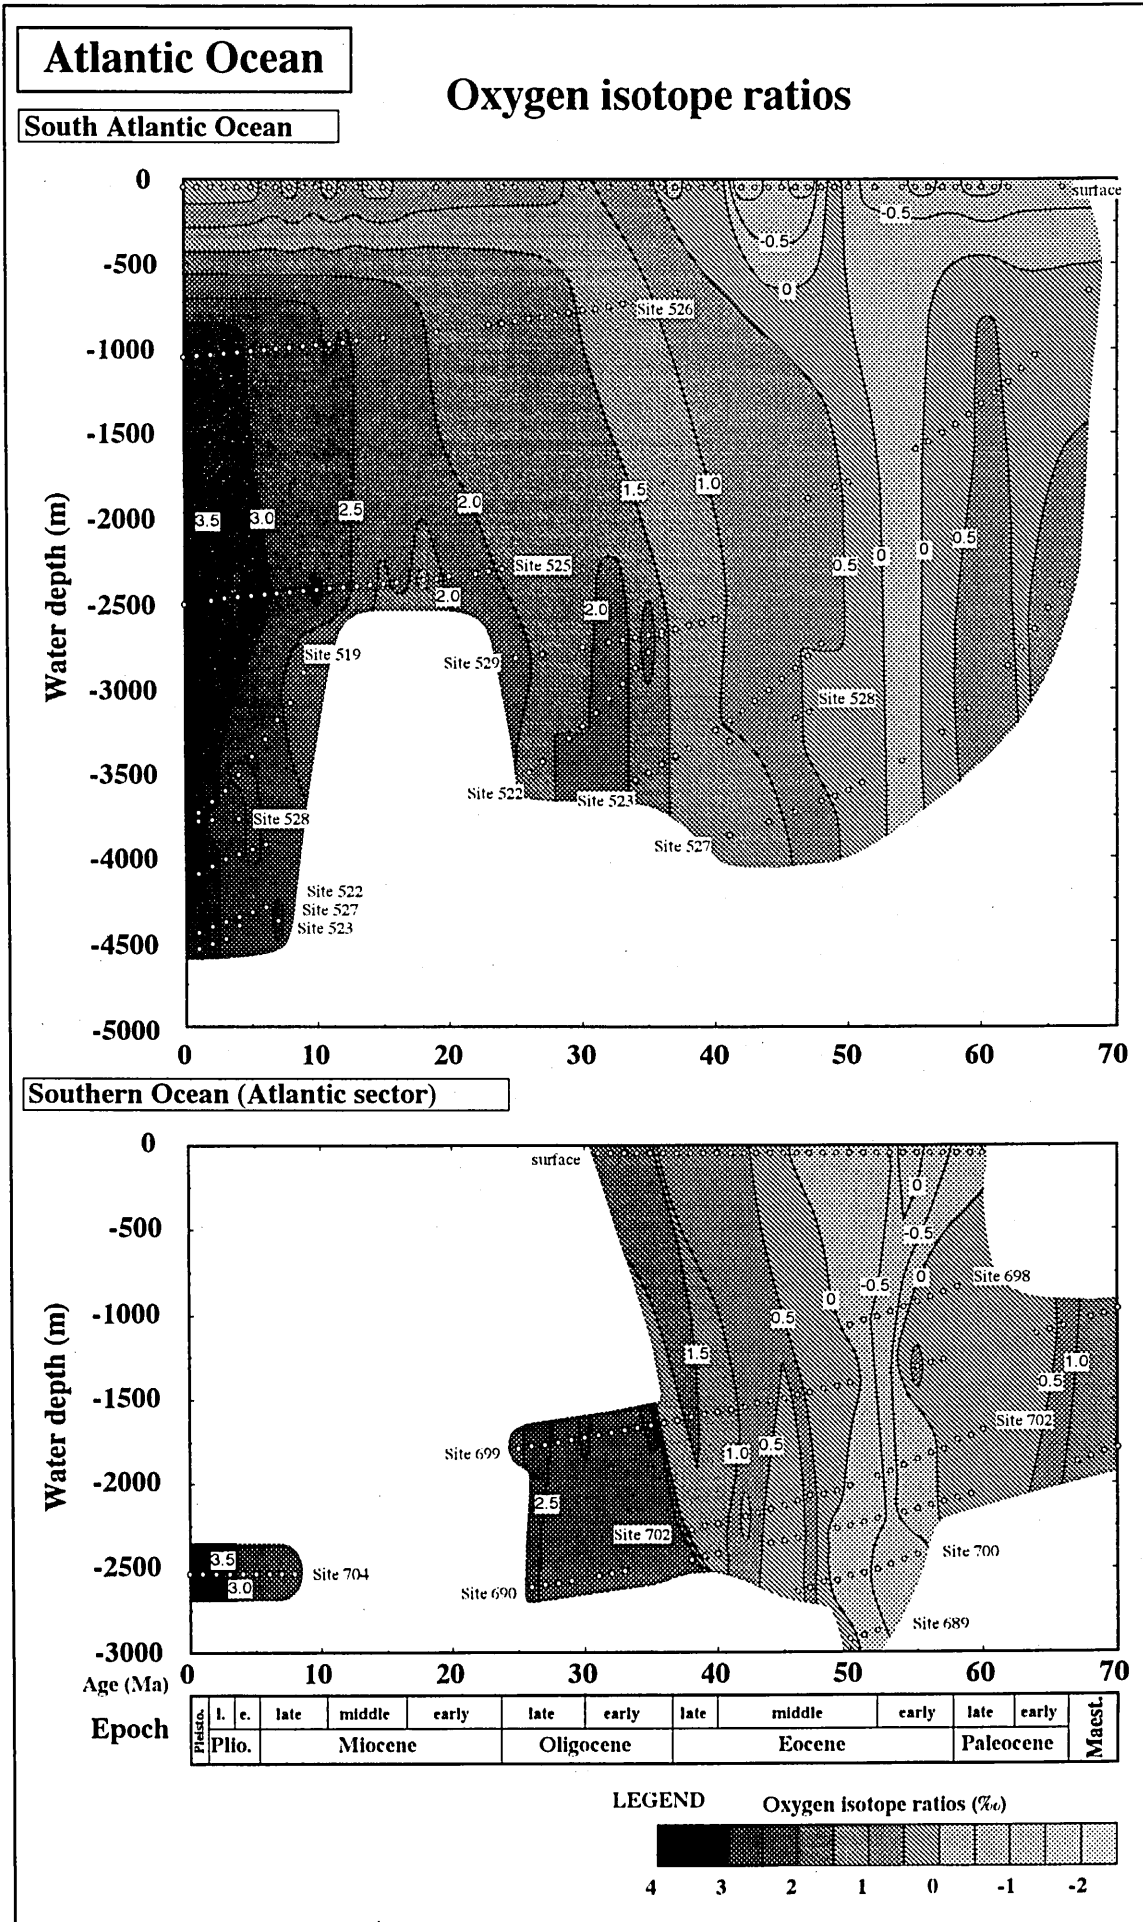 Atlantic Ocean
Oxygen isotope ratios
South Atlantic Ocean
0
surface
-0.5
-0.5
-500
0
Site 526
-1000
-1500
1.5
1.0
2.0
2.5
3.0
3.5
-2000
0.5
0
0
0.5
Site 525
-2500
2.0
2.0
Site 519
Site 529
-3000
Site 528
-3500
Site 522
Site 523
Site 528
Site 527
-4000
Site 522
Site 527
Site 523
-4500
-5000
0 10 20 30 40 50 60 70
Water depth (m)
Southern Ocean (Atlantic sector)
0
surface
0
-500
-0.5
0
Site 698
-0.5
0
-1000
0.5
1.5
1.0
0.5
-1500
Site 702
Site 699
1.0
0.5
-2000
2.5
Site 702
Site 700
-2500
3.5
Site 704
3.0
Site 690
Site 689
-3000
Water depth (m)
0 10 20 30 40 50 60 70
Age (Ma)
Epoch
Pleisto. l. e. late middle early late early late middle early late early Maest.
Plio. Miocene Oligocene Eocene Paleocene
LEGEND Oxygen isotope ratios (‰)
4 3 2 1 0 -1 -2